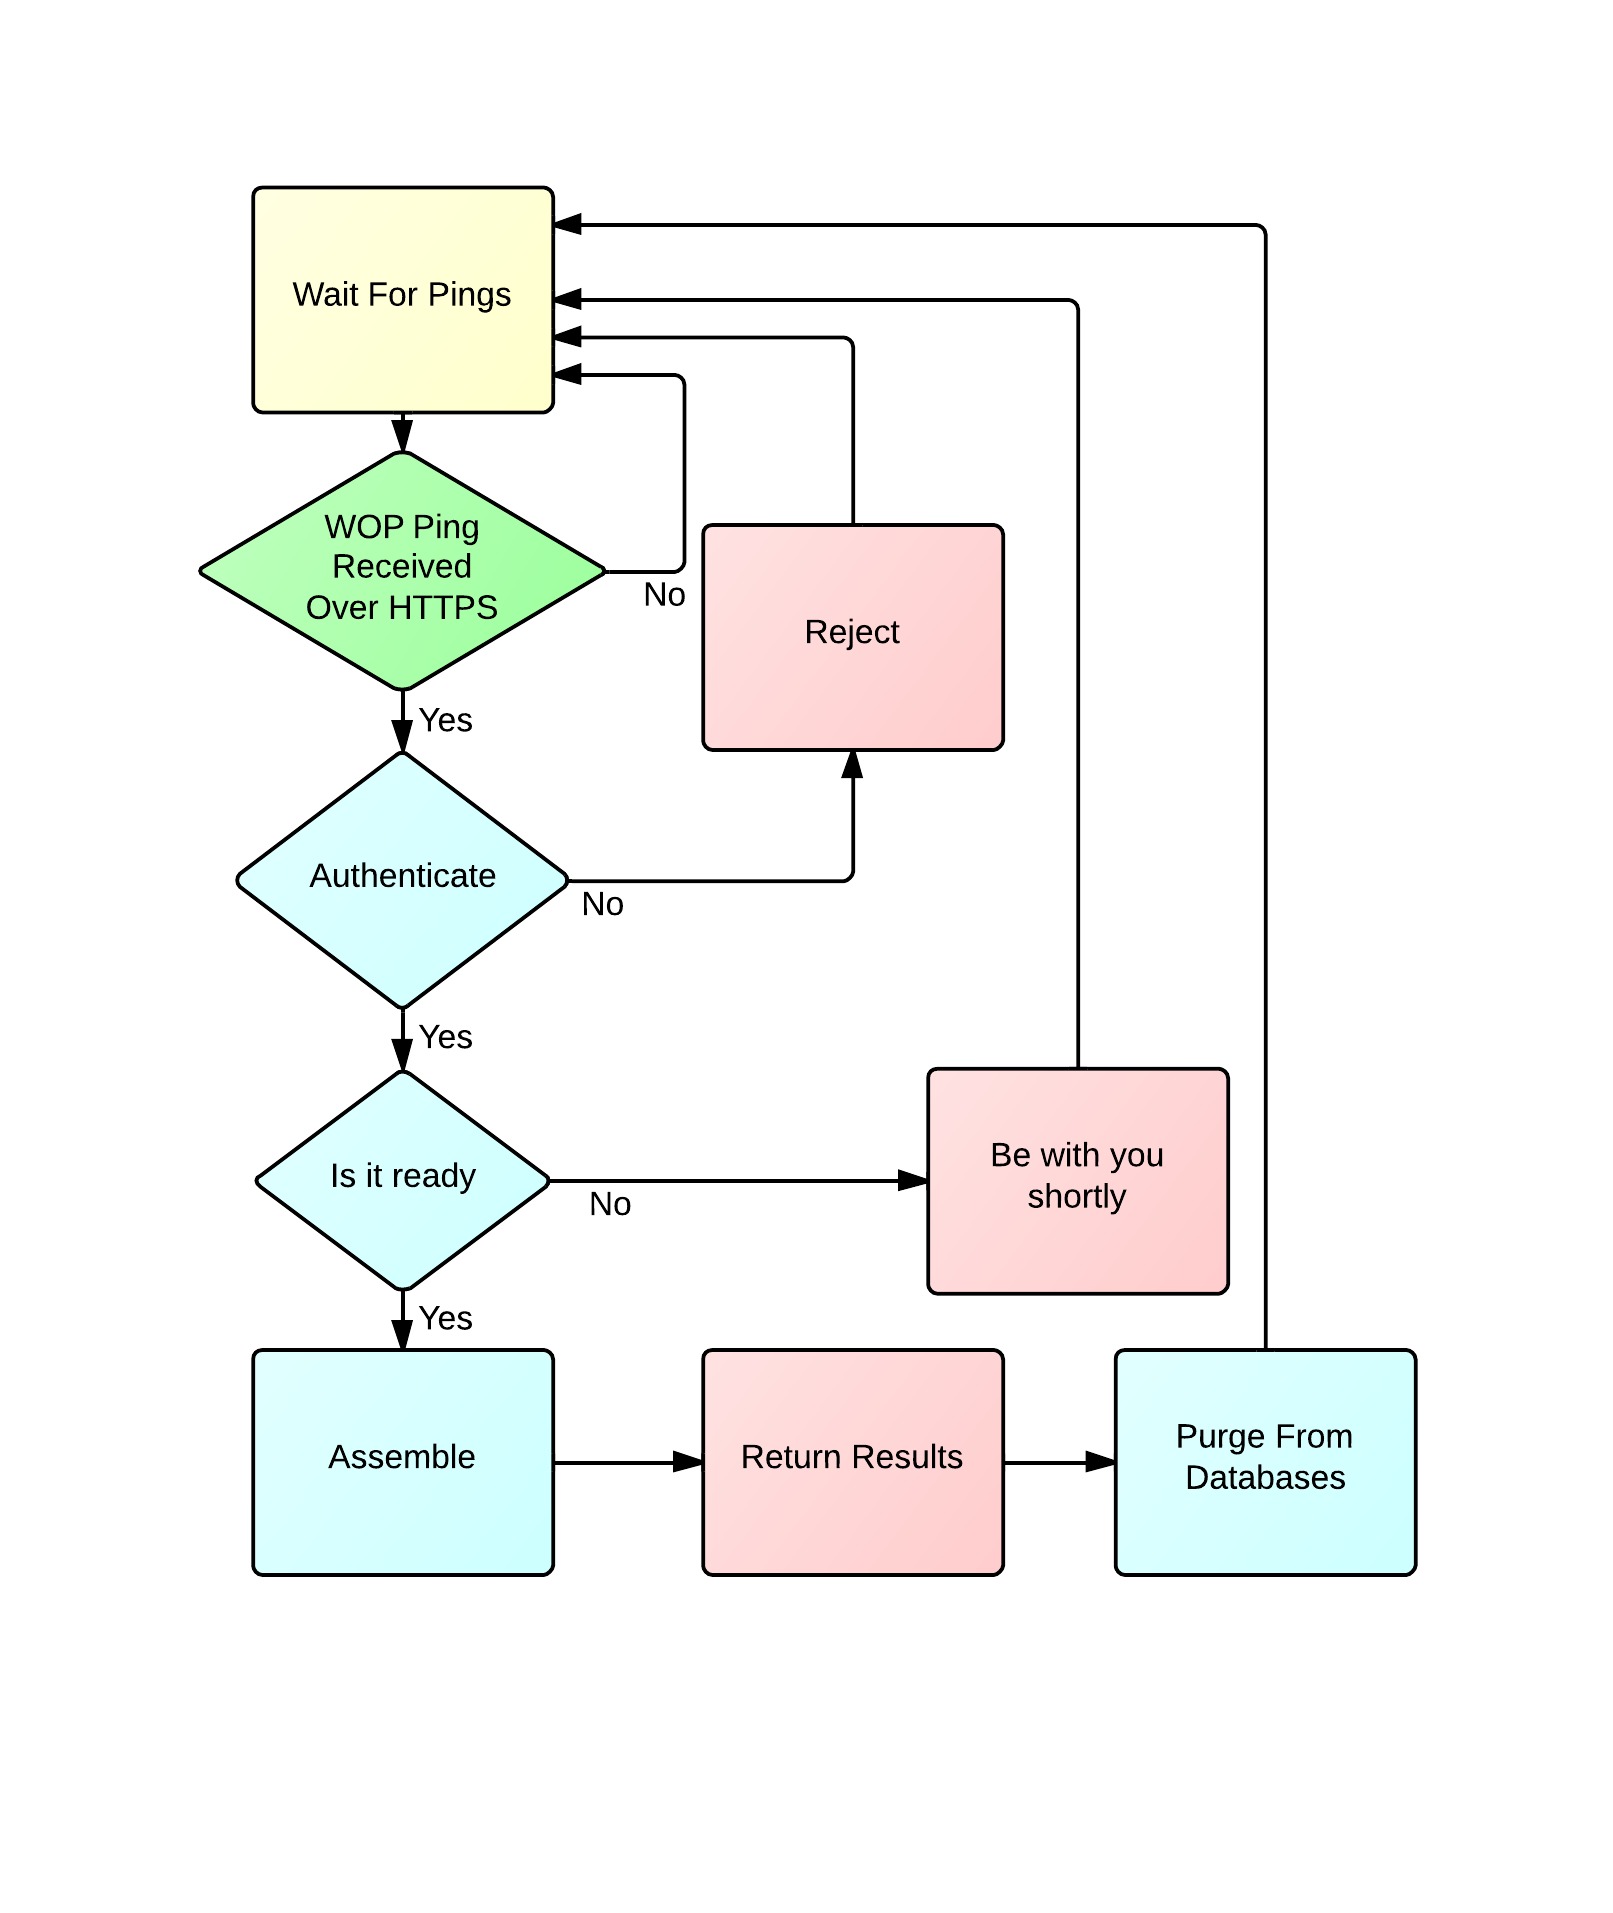 Wait For Pings
WOP Ping
Received
Over HTTPS
No
Reject
Yes
Authenticate
No
Yes
Is it ready
No
Be with you
shortly
Yes
Assemble
Return Results
Purge From
Databases